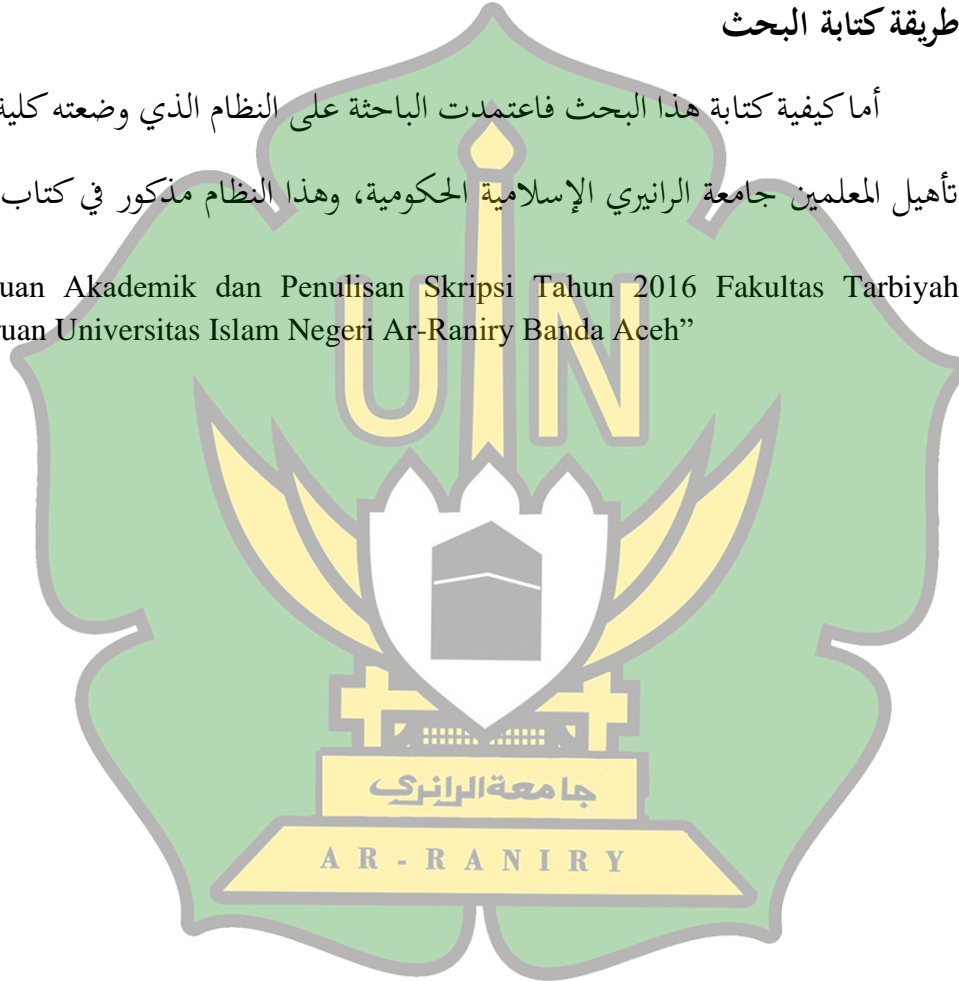 طريقة كتابة البحث
أما كيفية كتابة هذا البحث فاعتمدت الباحثة على النظام الذي وضعته كلية
تأهيل المعلمين جامعة الرانيري الإسلامية الحكومية، وهذا النظام مذكور في كتاب
uan Akademik dan Penulisan Skripsi Tahun 2016 Fakultas Tarbiyah
ruan Universitas Islam Negeri Ar-Raniry Banda Aceh”
UIN
جامعة الرانري
AR-RANIRY